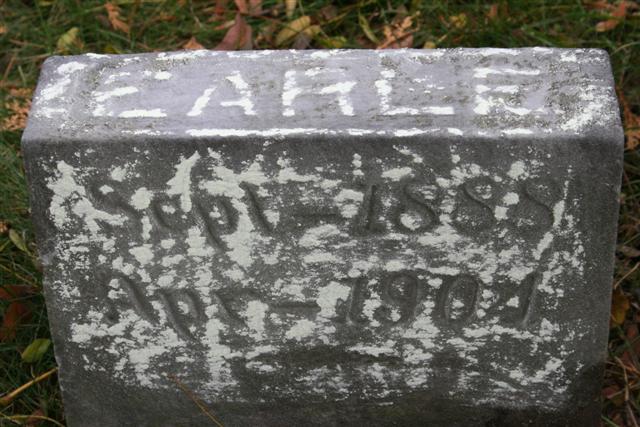 EARLE
Sept – 1888
Apr – 1901